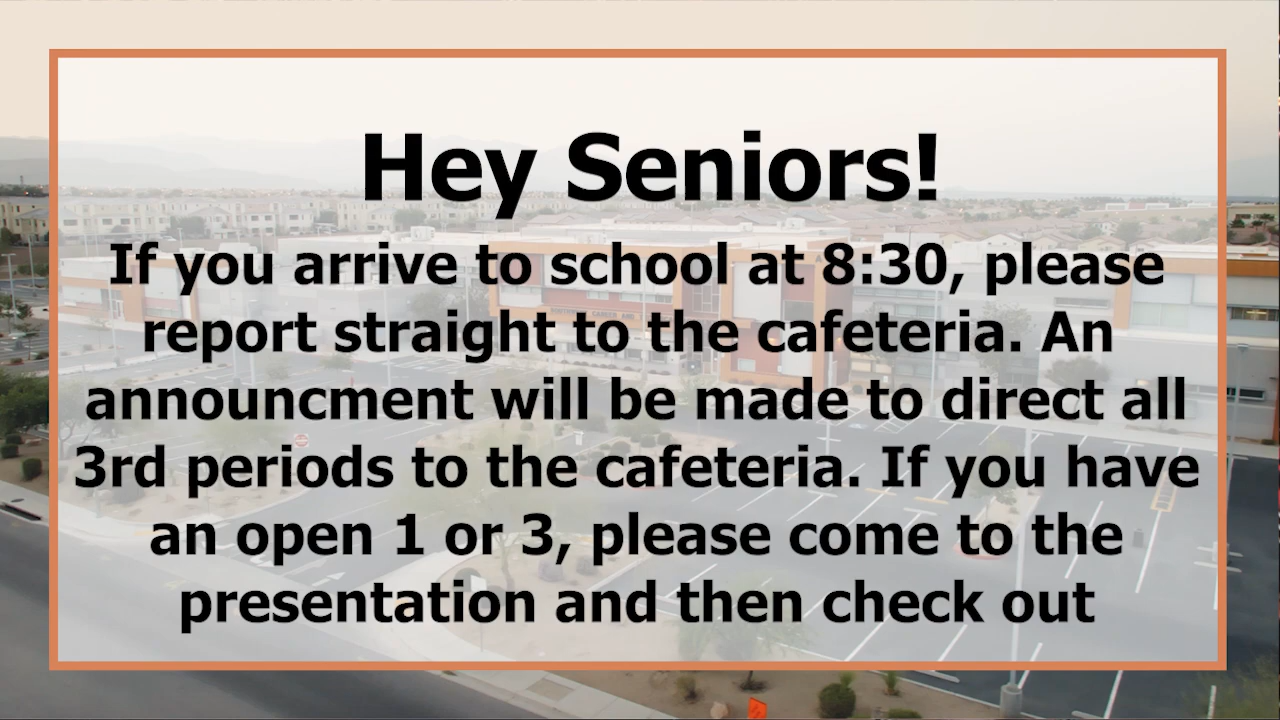 Hey Seniors!
If you arrive to school at 8:30, please
report straight to the cafeteria. An
announcment will be made to direct all
3rd periods to the cafeteria. If you have
an open 1 or 3, please come to the
presentation and then check out